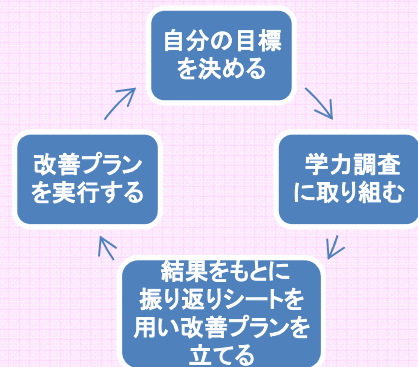 自分の目標
を決める
学力調査
に取り組む
結果をもとに
振り返りシートを
用い改善プランを
立てる
改善プラン
を実行する